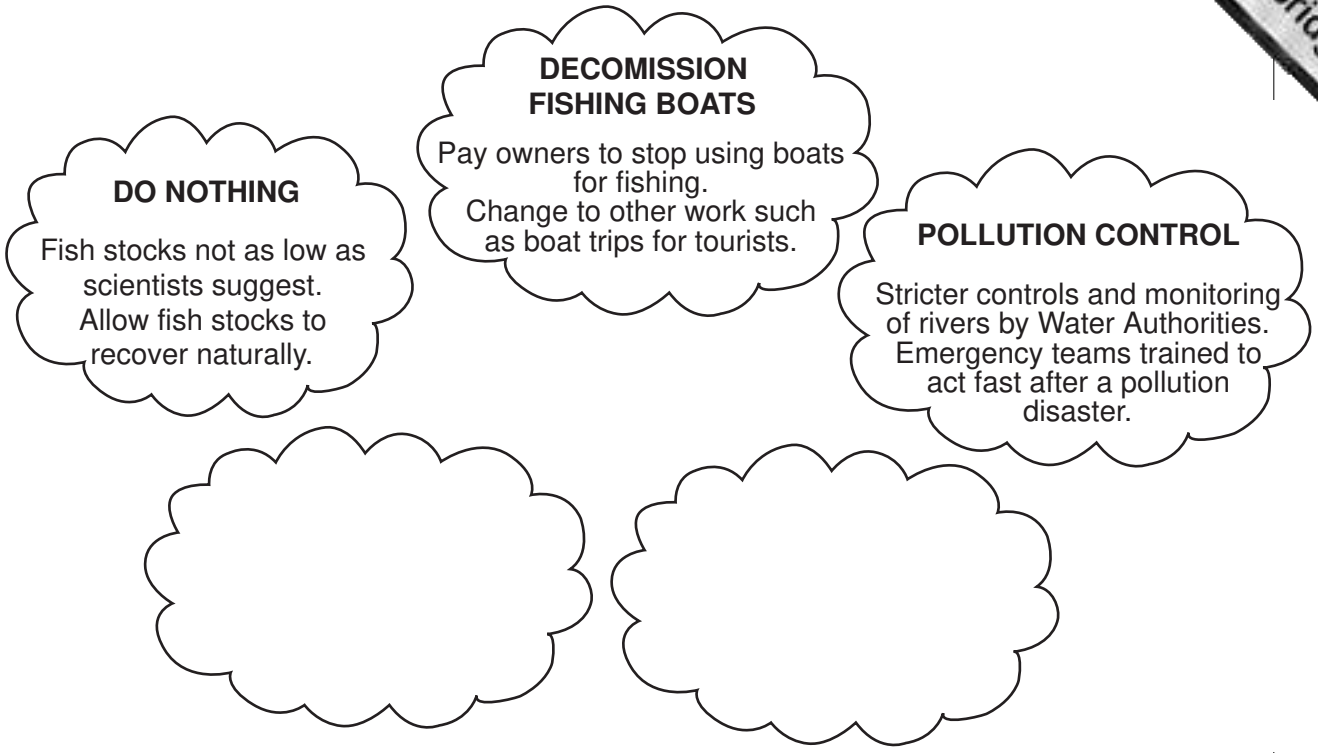 DO NOTHING
Fish stocks not as low as
scientists suggest.
Allow fish stocks to
recover naturally.
DECOMISSION
FISHING BOATS
Pay owners to stop using boats
for fishing.
Change to other work such
as boat trips for tourists.
POLLUTION CONTROL
Stricter controls and monitoring
of rivers by Water Authorities.
Emergency teams trained to
act fast after a pollution
disaster.